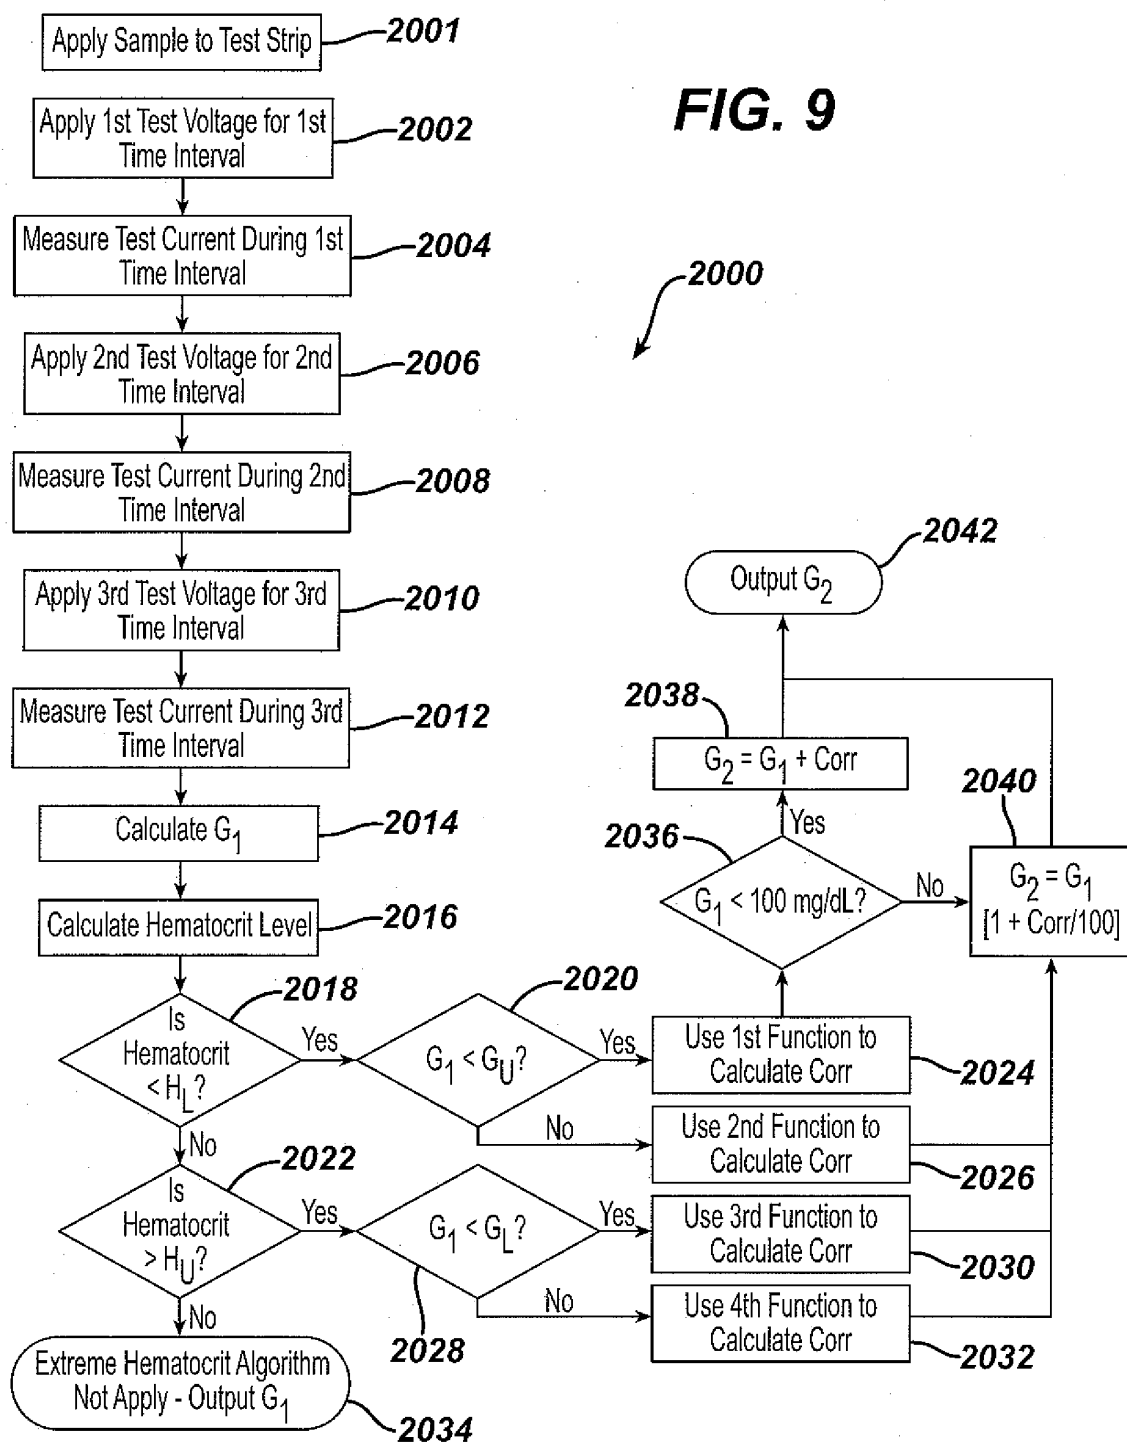 Apply Sample to Test Strip
2001
FIG. 9
Apply 1st Test Voltage for 1st
Time Interval
2002
Measure Test Current During 1st
Time Interval
2004
2000
Apply 2nd Test Voltage for 2nd
Time Interval
2006
Measure Test Current During 2nd
Time Interval
2008
Apply 3rd Test Voltage for 3rd
Time Interval
2010
Measure Test Current During 3rd
Time Interval
2012
Calculate G1
2014
Calculate Hematocrit Level
2016
Is
Hematocrit
< HL?
2018
Yes
No
G1 < GU?
2020
Yes
No
Use 1st Function to
Calculate Corr
2024
Use 2nd Function to
Calculate Corr
2026
Is
Hematocrit
> HU?
2022
Yes
No
G1 < GL?
2028
Yes
No
Use 3rd Function to
Calculate Corr
2030
Use 4th Function to
Calculate Corr
2032
Extreme Hematocrit Algorithm
Not Apply - Output G1
2034
G1 < 100 mg/dL?
2036
Yes
No
G2 = G1 + Corr
2038
G2 = G1
[1 + Corr/100]
2040
Output G2
2042